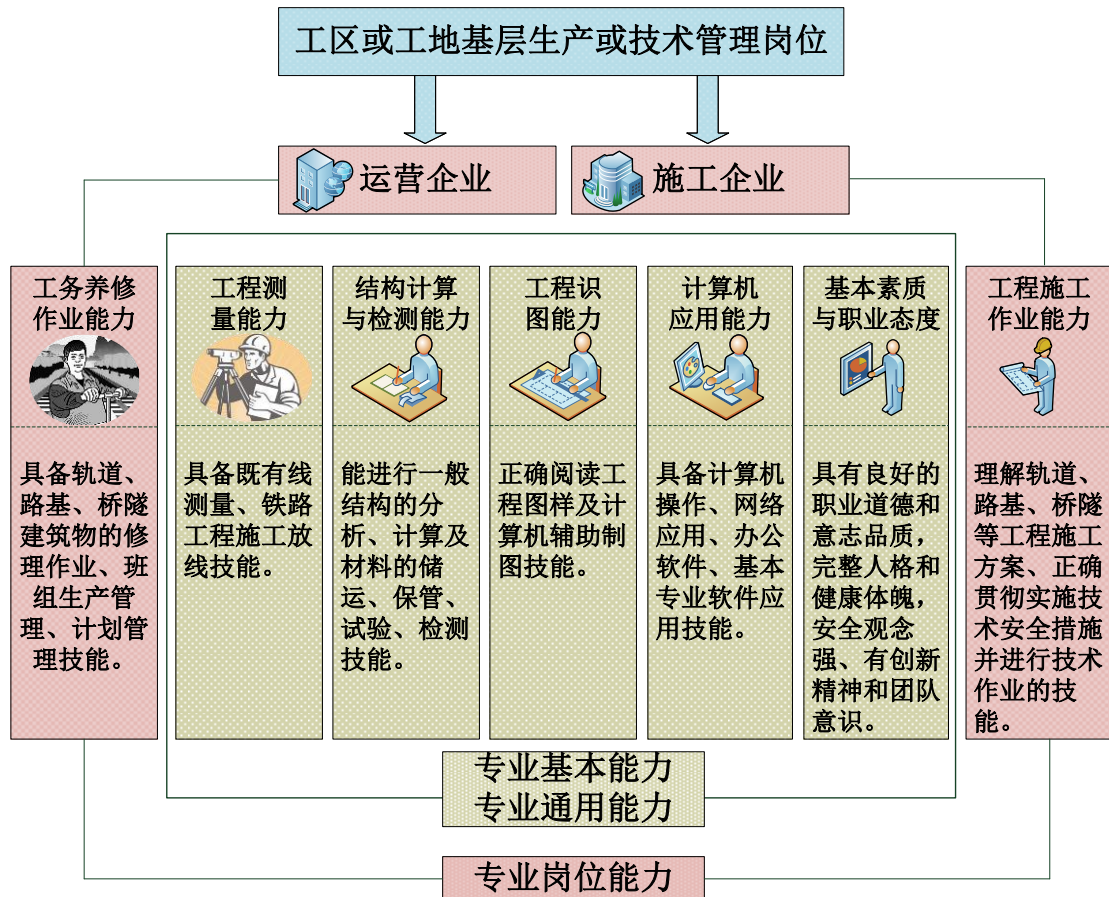 工区或工地基层生产或技术管理岗位
运营企业
施工企业
工务养修
作业能力
具备轨道、
路基、桥隧
建筑物的修
理作业、班
组生产管
理、计划管
理技能。
工程测
量能力
具备既有线
测量、铁路
工程施工放
线技能。
结构计算
与检测能力
能进行一般
结构的分
析、计算及
材料的储
运、保管、
试验、检测
技能。
工程识
图能力
正确阅读工
程图样及计
算机辅助制
图技能。
计算机
应用能力
具备计算机
操作、网络
应用、办公
软件、基本
专业软件应
用技能。
基本素质
与职业态度
具有良好的
职业道德和
意志品质，
完整人格和
健康体魄，
安全观念
强、有创新
精神和团队
意识。
工程施工
作业能力
理解轨道、
路基、桥隧
等工程施工
方案、正确
贯彻实施技
术安全措施
并进行技术
作业的技
能。
专业基本能力
专业通用能力
专业岗位能力